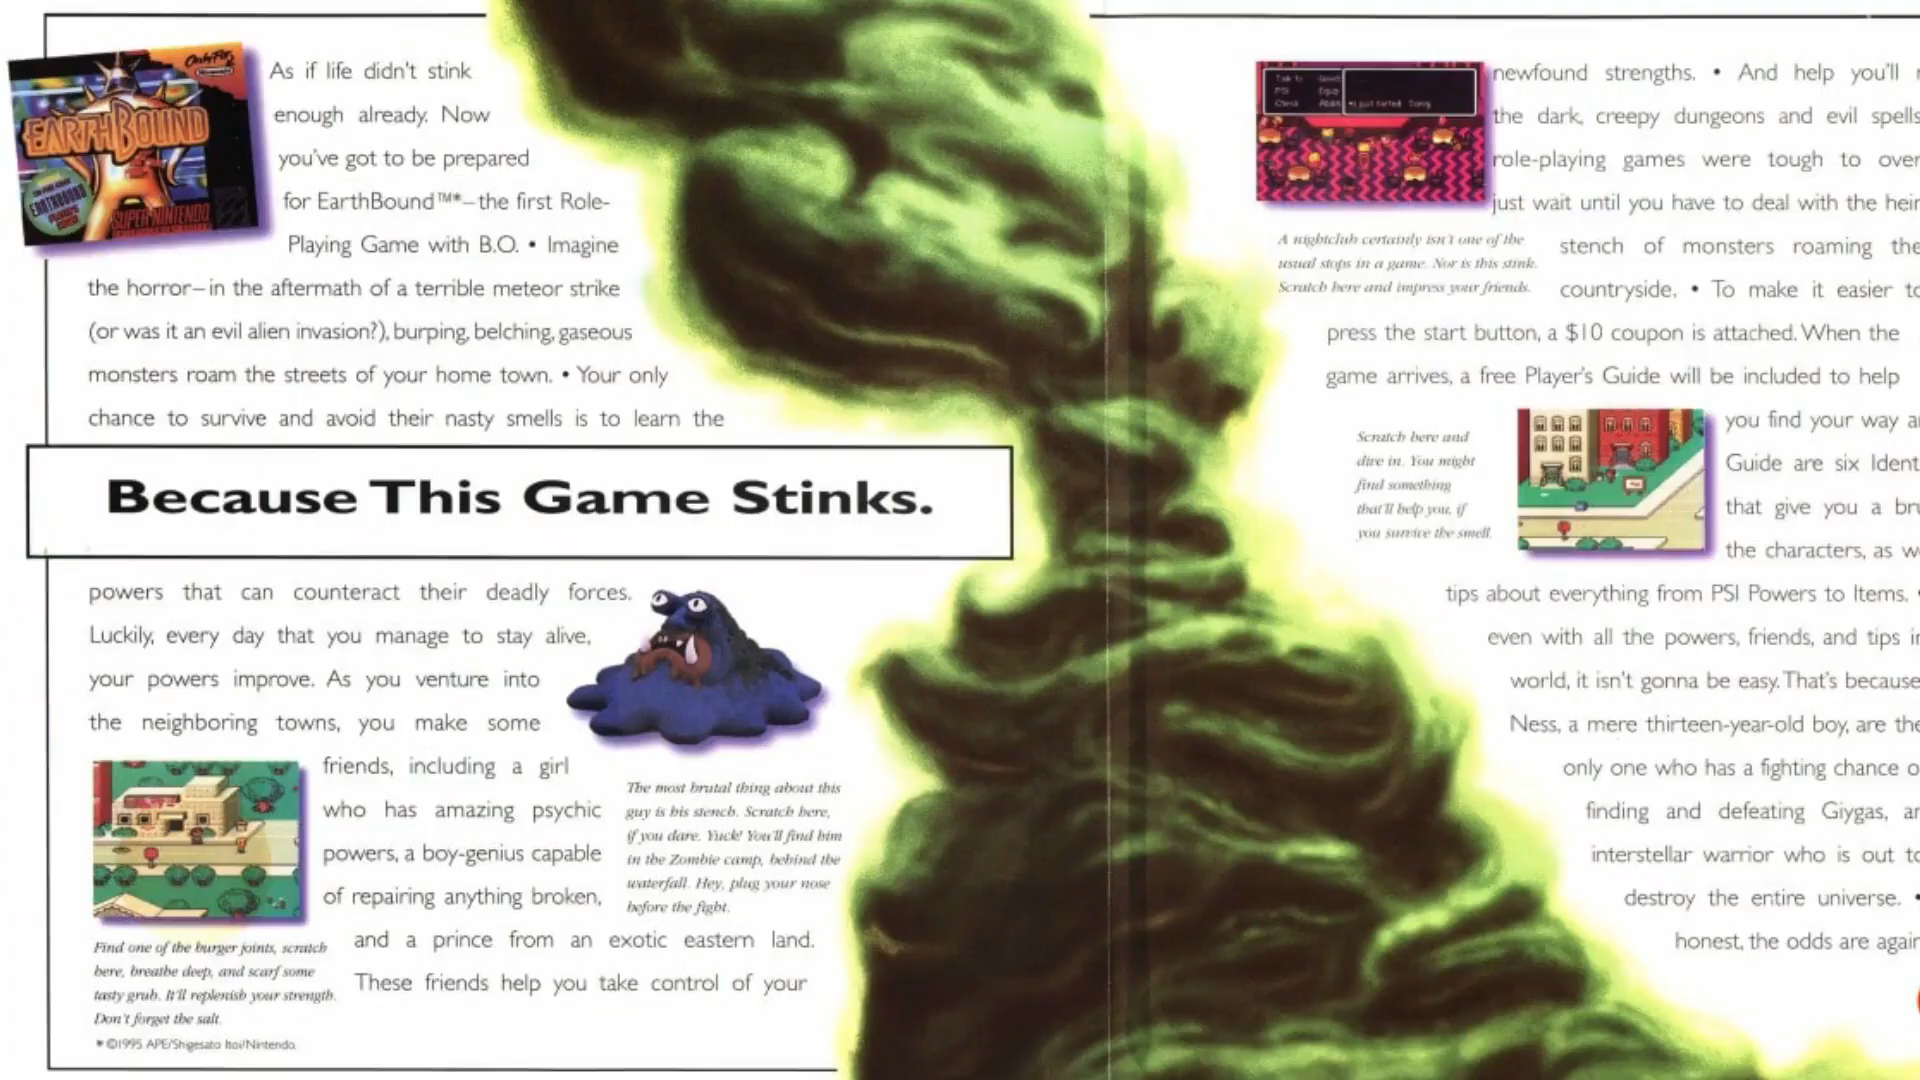 Only For
Nintendo
EARTHBOUND
EARTHBOUND
SUPER NINTENDO
As if life didn't stink
enough already. Now
you've got to be prepared
for EarthBound™*–the first Role-
Playing Game with B.O. • Imagine
the horror–in the aftermath of a terrible meteor strike
(or was it an evil alien invasion?), burping, belching, gaseous
monsters roam the streets of your home town. • Your only
chance to survive and avoid their nasty smells is to learn the
Because This Game Stinks.
powers that can counteract their deadly forces.
Luckily, every day that you manage to stay alive,
your powers improve. As you venture into
the neighboring towns, you make some
friends, including a girl
who has amazing psychic
powers, a boy-genius capable
of repairing anything broken,
and a prince from an exotic eastern land.
These friends help you take control of your
The most brutal thing about this
guy is his stench. Scratch here,
if you dare. Yuck! You'll find him
in the Zombie camp, behind the
waterfall. Hey, plug your nose
before the fight.
Find one of the burger joints, scratch
here, breathe deep, and scarf some
tasty grub. It'll replenish your strength.
Don't forget the salt.
* ©1995 APE/Shigesato Itoi/Nintendo.
Talk to Goods
PSI Equip
Check
newfound strengths. • And help you'll
the dark, creepy dungeons and evil spells
role-playing games were tough to over
just wait until you have to deal with the hein
stench of monsters roaming the
countryside. • To make it easier to
press the start button, a $10 coupon is attached. When the
game arrives, a free Player's Guide will be included to help
you find your way a
Guide are six Ident
that give you a bru
the characters, as w
tips about everything from PSI Powers to Items. •
even with all the powers, friends, and tips in
world, it isn't gonna be easy. That's because
Ness, a mere thirteen-year-old boy, are the
only one who has a fighting chance o
finding and defeating Giygas, an
interstellar warrior who is out to
destroy the entire universe. •
honest, the odds are again
A nightclub certainly isn't one of the
usual stops in a game. Nor is this stink.
Scratch here and impress your friends.
Scratch here and
dive in. You might
find something
that'll help you, if
you survive the smell.